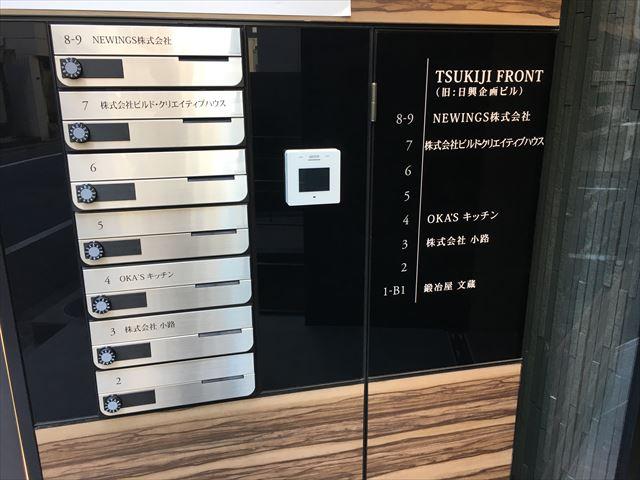 8-9 NEWINGS株式会社
7 株式会社ビルド・クリエイティブハウス
6
5
4 OKA'S キッチン
3 株式会社 小路
2
TSUKIJI FRONT
(旧:日興企画ビル)
8-9 NEWINGS株式会社
7 株式会社ビルド・クリエイティブハウス
6
5
4 OKA'S キッチン
3 株式会社 小路
2
1-B1 鍛冶屋 文蔵